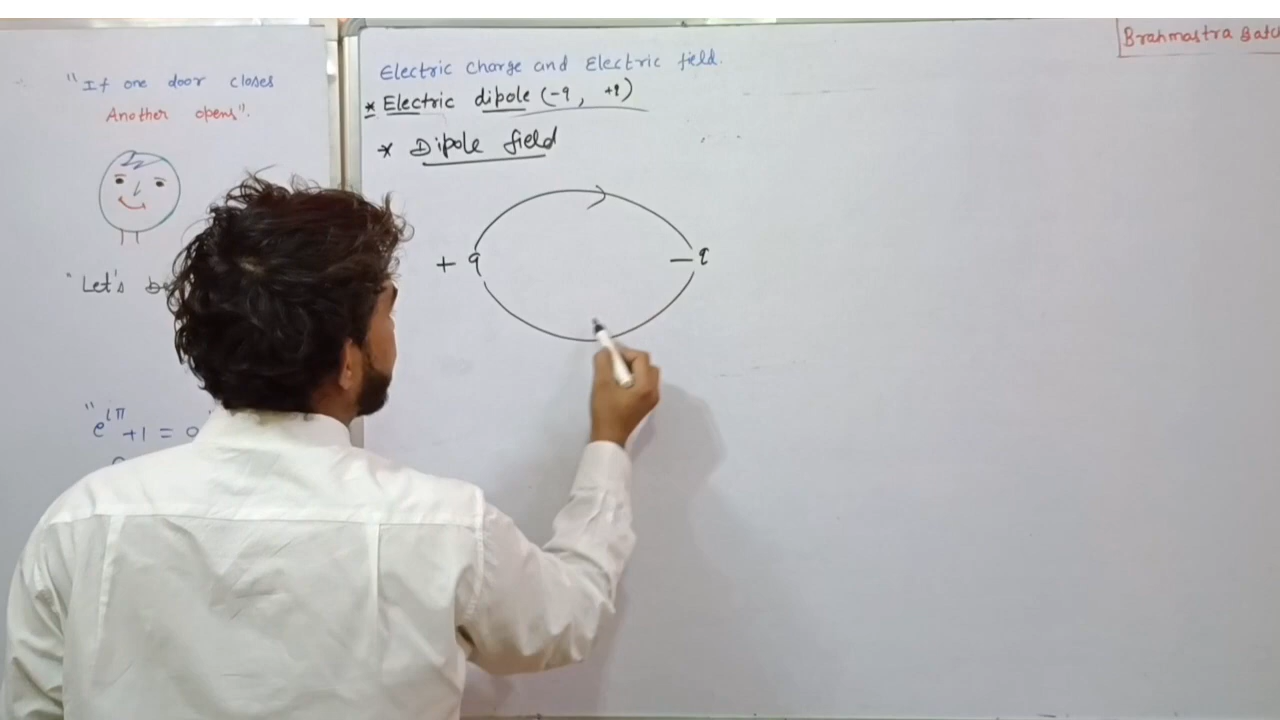 "If one door closes
Another opens".
"Let's
"e^iπ +1 = 0
Brahmastra Batc
Electric Charge and Electric field.
* Electric dipole (-q, +q)
* Dipole field
+ q
- q